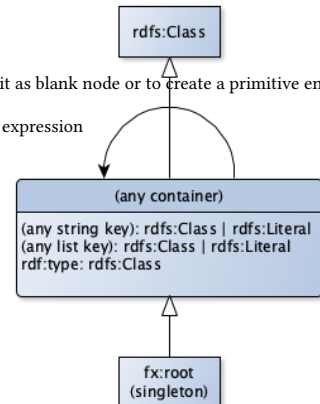 rdfs:Class
it as blank node or to create a primitive en
expression
(any container)
(any string key): rdfs:Class | rdfs:Literal
(any list key): rdfs:Class | rdfs:Literal
rdf:type: rdfs:Class
fx:root
(singleton)